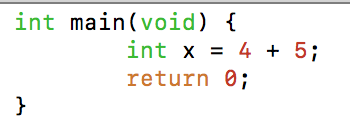 int main(void) {
        int x = 4 + 5;
        return 0;
}